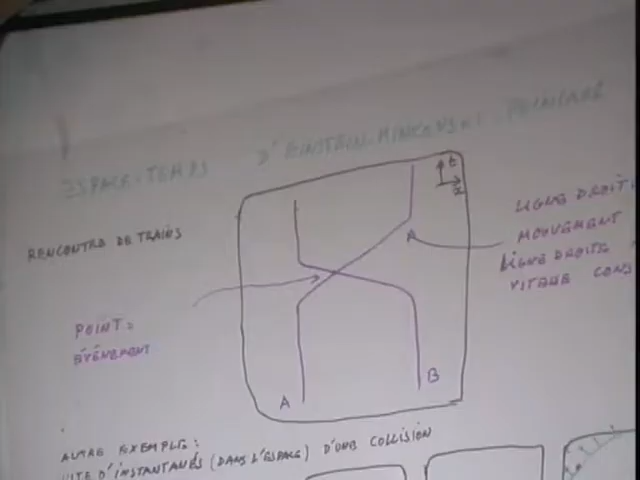 ESPACE-TEMPS D'EINSTEIN-MINKOWSKI-POINCARÉ
RENCONTRE DE TRAINS
t
x
A
LIGNE DROITE
MOUVEMENT
LIGNE DROITE
VITESSE CONS
POINT =
ÉVÉNEMENT
A
B
AUTRE EXEMPLE :
D'INSTANTANÉS (DANS L'ESPACE) D'UNE COLLISION